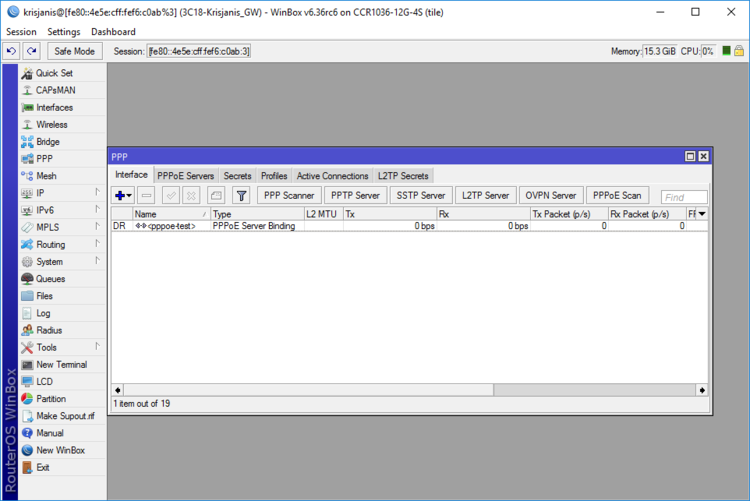 krisjanis@[fe80::4e5e:cff:fef6:c0ab%3] (3C18-Krisjanis_GW) - WinBox v6.36rc6 on CCR1036-12G-4S (tile)
Session Settings Dashboard
Safe Mode Session: [fe80::4e5e:cff:fef6:c0ab:3] Memory: 15.3 GiB CPU: 0%
Quick Set
CAPsMAN
Interfaces
Wireless
Bridge
PPP
Mesh
IP
IPv6
MPLS
Routing
System
Queues
Files
Log
Radius
Tools
New Terminal
LCD
Partition
Make Supout.rif
Manual
New WinBox
Exit
RouterOS WinBox
PPP
Interface PPPoE Servers Secrets Profiles Active Connections L2TP Secrets
PPP Scanner PPTP Server SSTP Server L2TP Server OVPN Server PPPoE Scan Find
Name / Type L2 MTU Tx Rx Tx Packet (p/s) Rx Packet (p/s) FF
DR <pppoe-test> PPPoE Server Binding 0 bps 0 bps 0 0
1 item out of 19